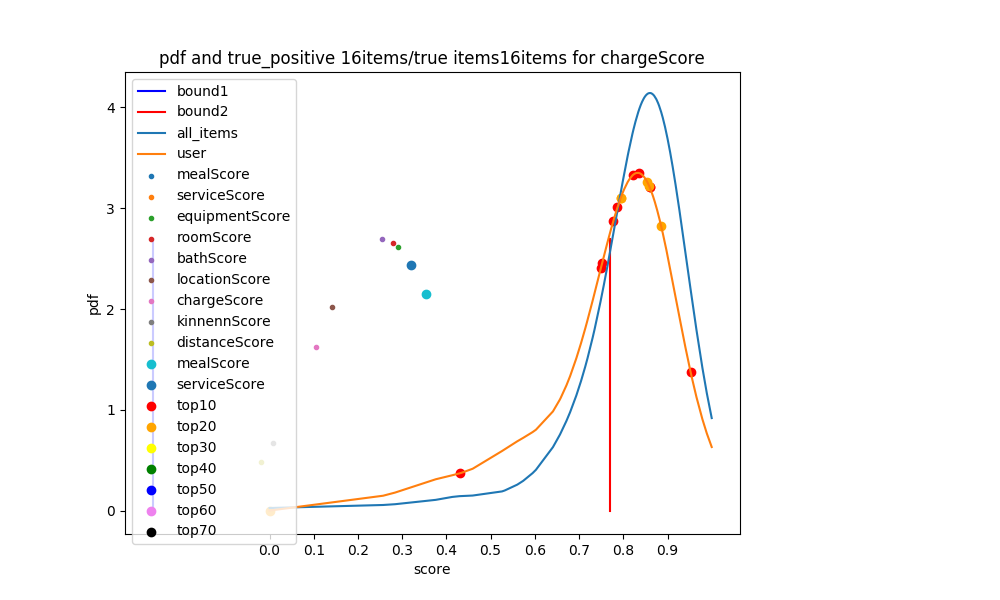 pdf and true_positive 16items/true items16items for chargeScore
bound1
bound2
all_items
user
mealScore
serviceScore
equipmentScore
roomScore
bathScore
locationScore
chargeScore
kinnennScore
distanceScore
mealScore
serviceScore
top10
top20
top30
top40
top50
top60
top70
pdf
4
3
2
1
0
0.0 0.1 0.2 0.3 0.4 0.5 0.6 0.7 0.8 0.9
score